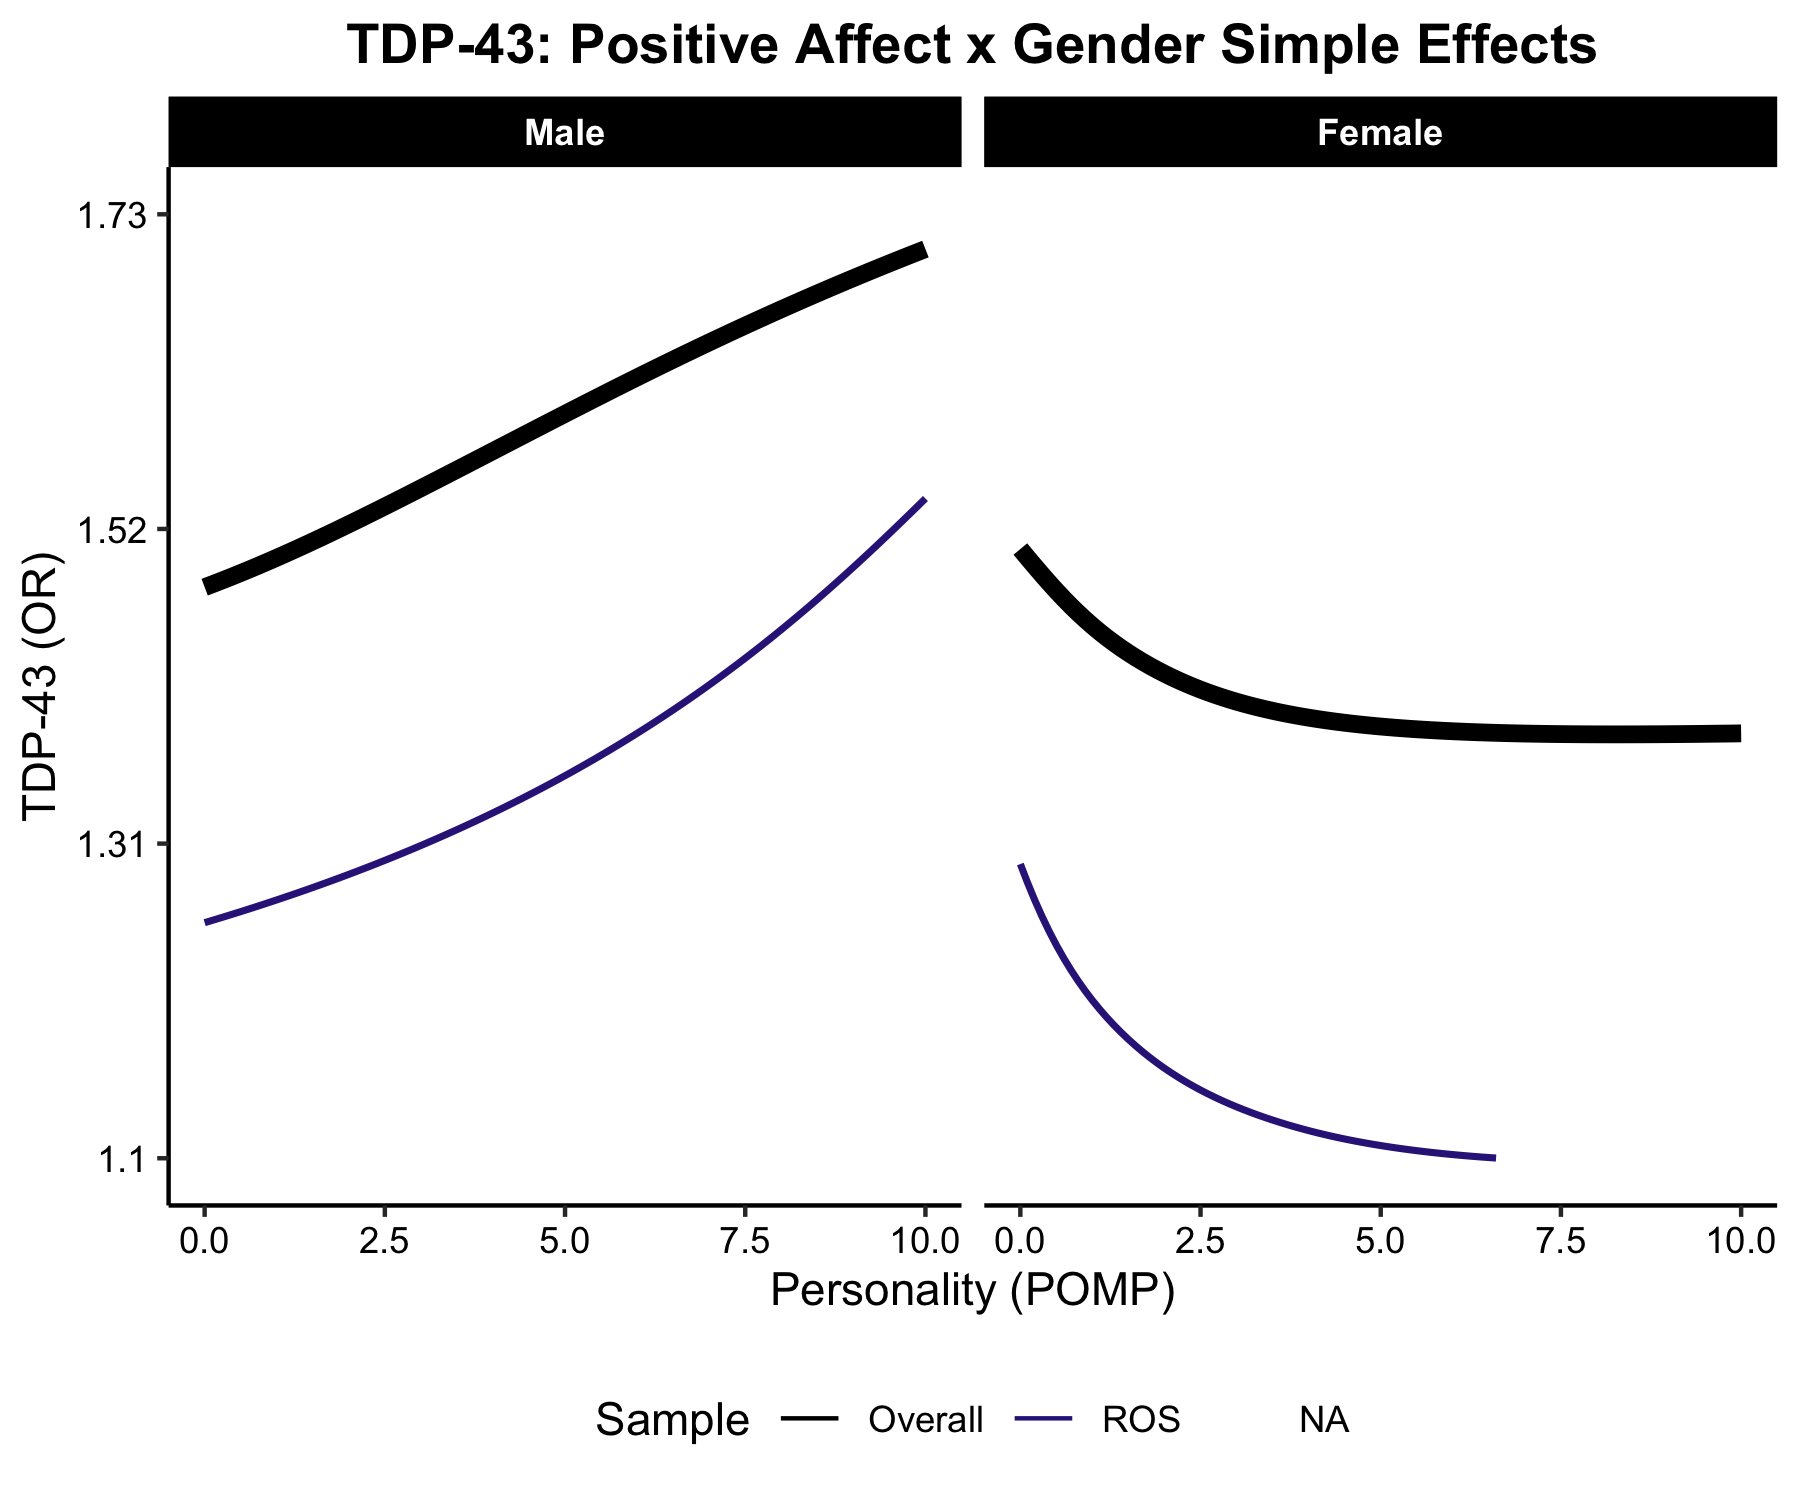 TDP-43: Positive Affect x Gender Simple Effects
Male
Female
TDP-43 (OR)
1.73
1.52
1.31
1.1
0.0 2.5 5.0 7.5 10.0
0.0 2.5 5.0 7.5 10.0
Personality (POMP)
Sample Overall ROS NA